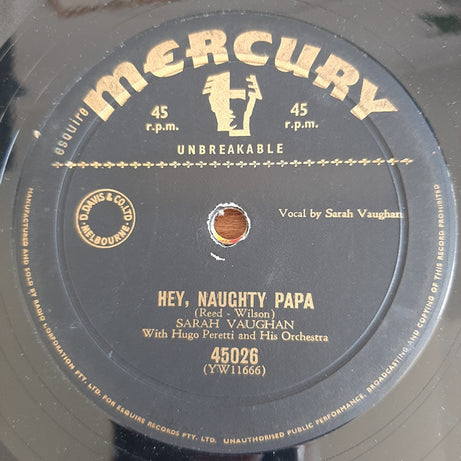 esquire
MERCURY
45 r.p.m.
45 r.p.m.
UNBREAKABLE
D. DAVIS & CO. LTD.
MELBOURNE
Vocal by Sarah Vaughan
HEY, NAUGHTY PAPA
(Reed - Wilson)
SARAH VAUGHAN
With Hugo Peretti and His Orchestra
45026
(YW11666)
MANUFACTURED AND SOLD BY RADIO CORPORATION PTY. LTD. FOR ESQUIRE RECORDS PTY. LTD. UNAUTHORISED PUBLIC PERFORMANCE, BROADCASTING AND COPYING OF THIS RECORD PROHIBITED